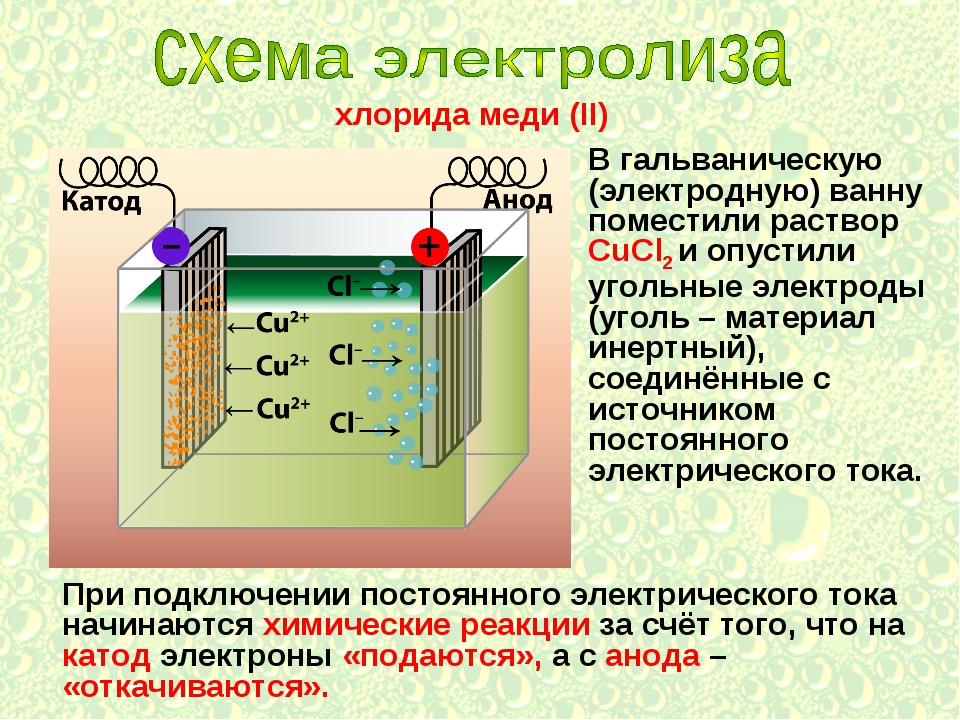 схема электролиза
хлорида меди (II)
Катод
Анод
–
+
Cl⁻→
←Cu²⁺
←Cu²⁺
Cl⁻→
←Cu²⁺
Cl⁻→
В гальваническую
(электродную) ванну
поместили раствор
CuCl₂ и опустили
угольные электроды
(уголь – материал
инертный),
соединённые с
источником
постоянного
электрического тока.
При подключении постоянного электрического тока
начинаются химические реакции за счёт того, что на
катод электроны «подаются», а с анода –
«откачиваются».